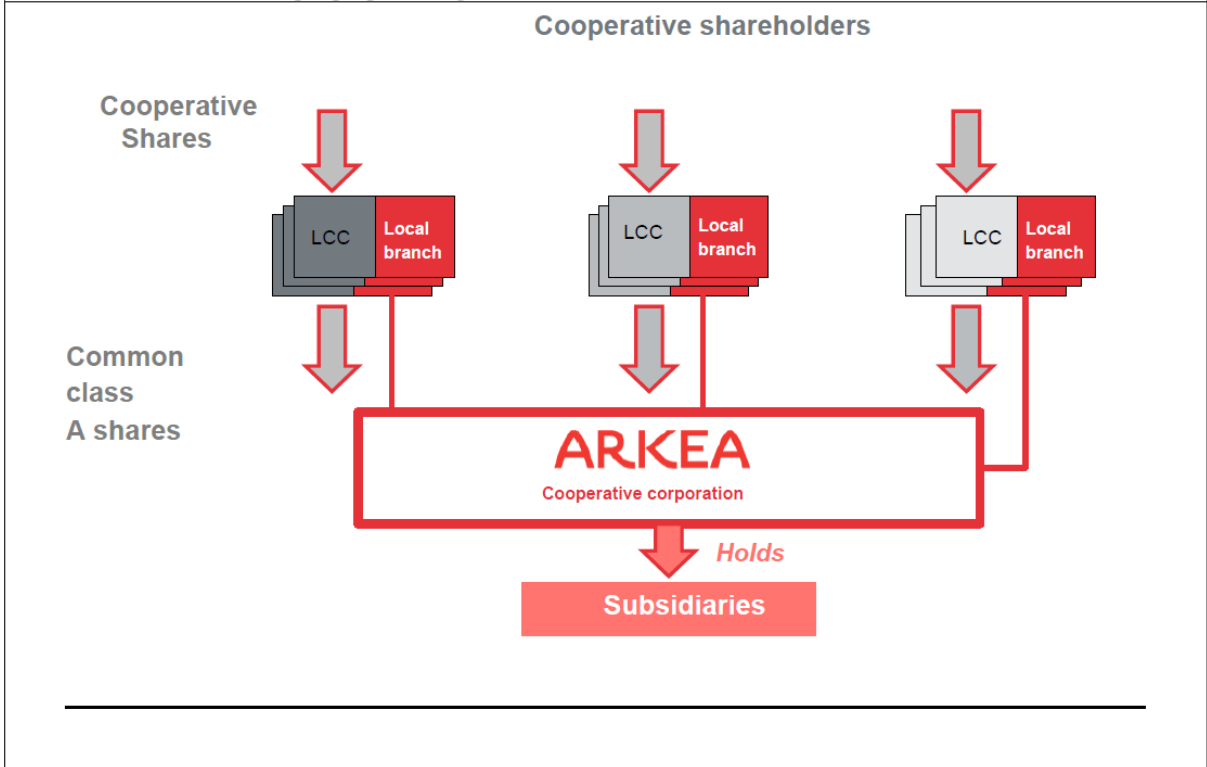 Cooperative shareholders
Cooperative
Shares
LCC
Local
branch
LCC
Local
branch
LCC
Local
branch
Common
class
A shares
ARKEA
Cooperative corporation
Holds
Subsidiaries